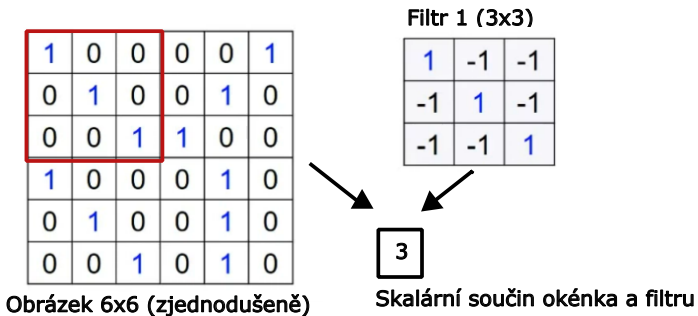 Filtr 1 (3x3)
1 0 0 0 0 1
0 1 0 0 1 0
0 0 1 1 0 0
1 0 0 0 1 0
0 1 0 0 1 0
0 0 1 0 1 0
1 -1 -1
-1 1 -1
-1 -1 1
3
Obrázek 6x6 (zjednodušeně)
Skalární součin okénka a filtru